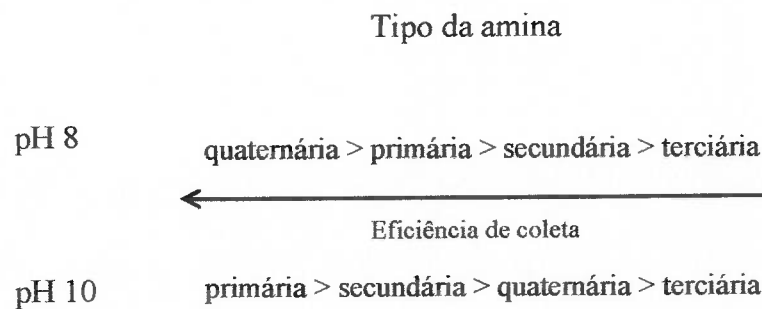 Tipo da amina
pH 8 quaternária > primária > secundária > terciária
Eficiência de coleta
pH 10 primária > secundária > quaternária > terciária